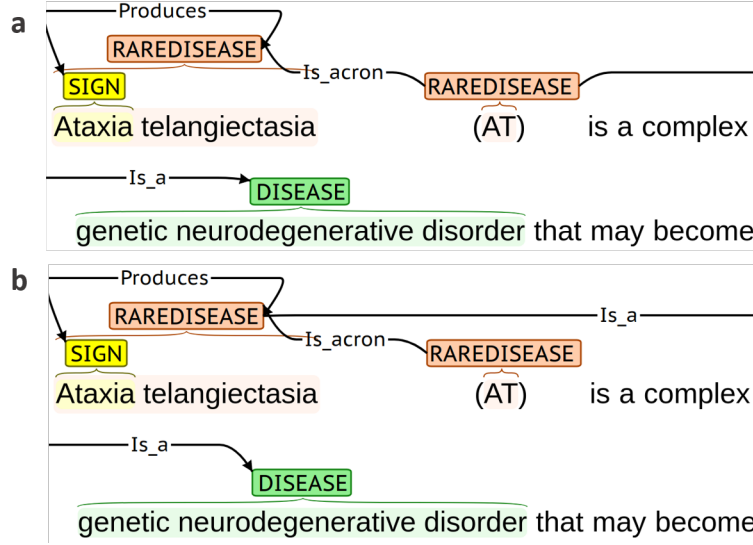 a
Produces
RAREDISEASE
Is_acron
SIGN
RAREDISEASE
Ataxia telangiectasia (AT) is a complex
Is_a
DISEASE
genetic neurodegenerative disorder that may become
b
Produces
RAREDISEASE
Is_a
Is_acron
SIGN
RAREDISEASE
Ataxia telangiectasia (AT) is a complex
Is_a
DISEASE
genetic neurodegenerative disorder that may become